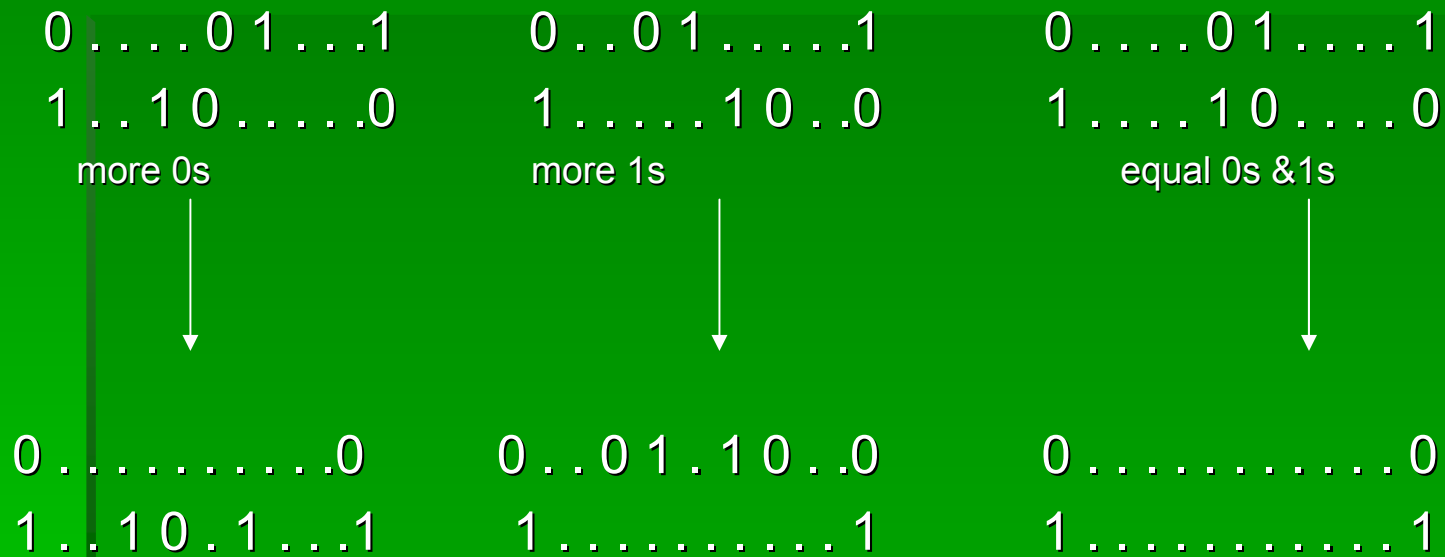 0 . . . . 0 1 . . .1 0 . . 0 1 . . . . .1 0 . . . . 0 1 . . . . 1
1 . . 1 0 . . . . .0 1 . . . . . 1 0 . .0 1 . . . . 1 0 . . . . 0
more 0s more 1s equal 0s &1s
0 . . . . . . . . . .0 0 . . 0 1 . 1 0 . .0 0 . . . . . . . . . . . 0
1 . . 1 0 . 1 . . .1 1 . . . . . . . . . 1 1 . . . . . . . . . . . 1